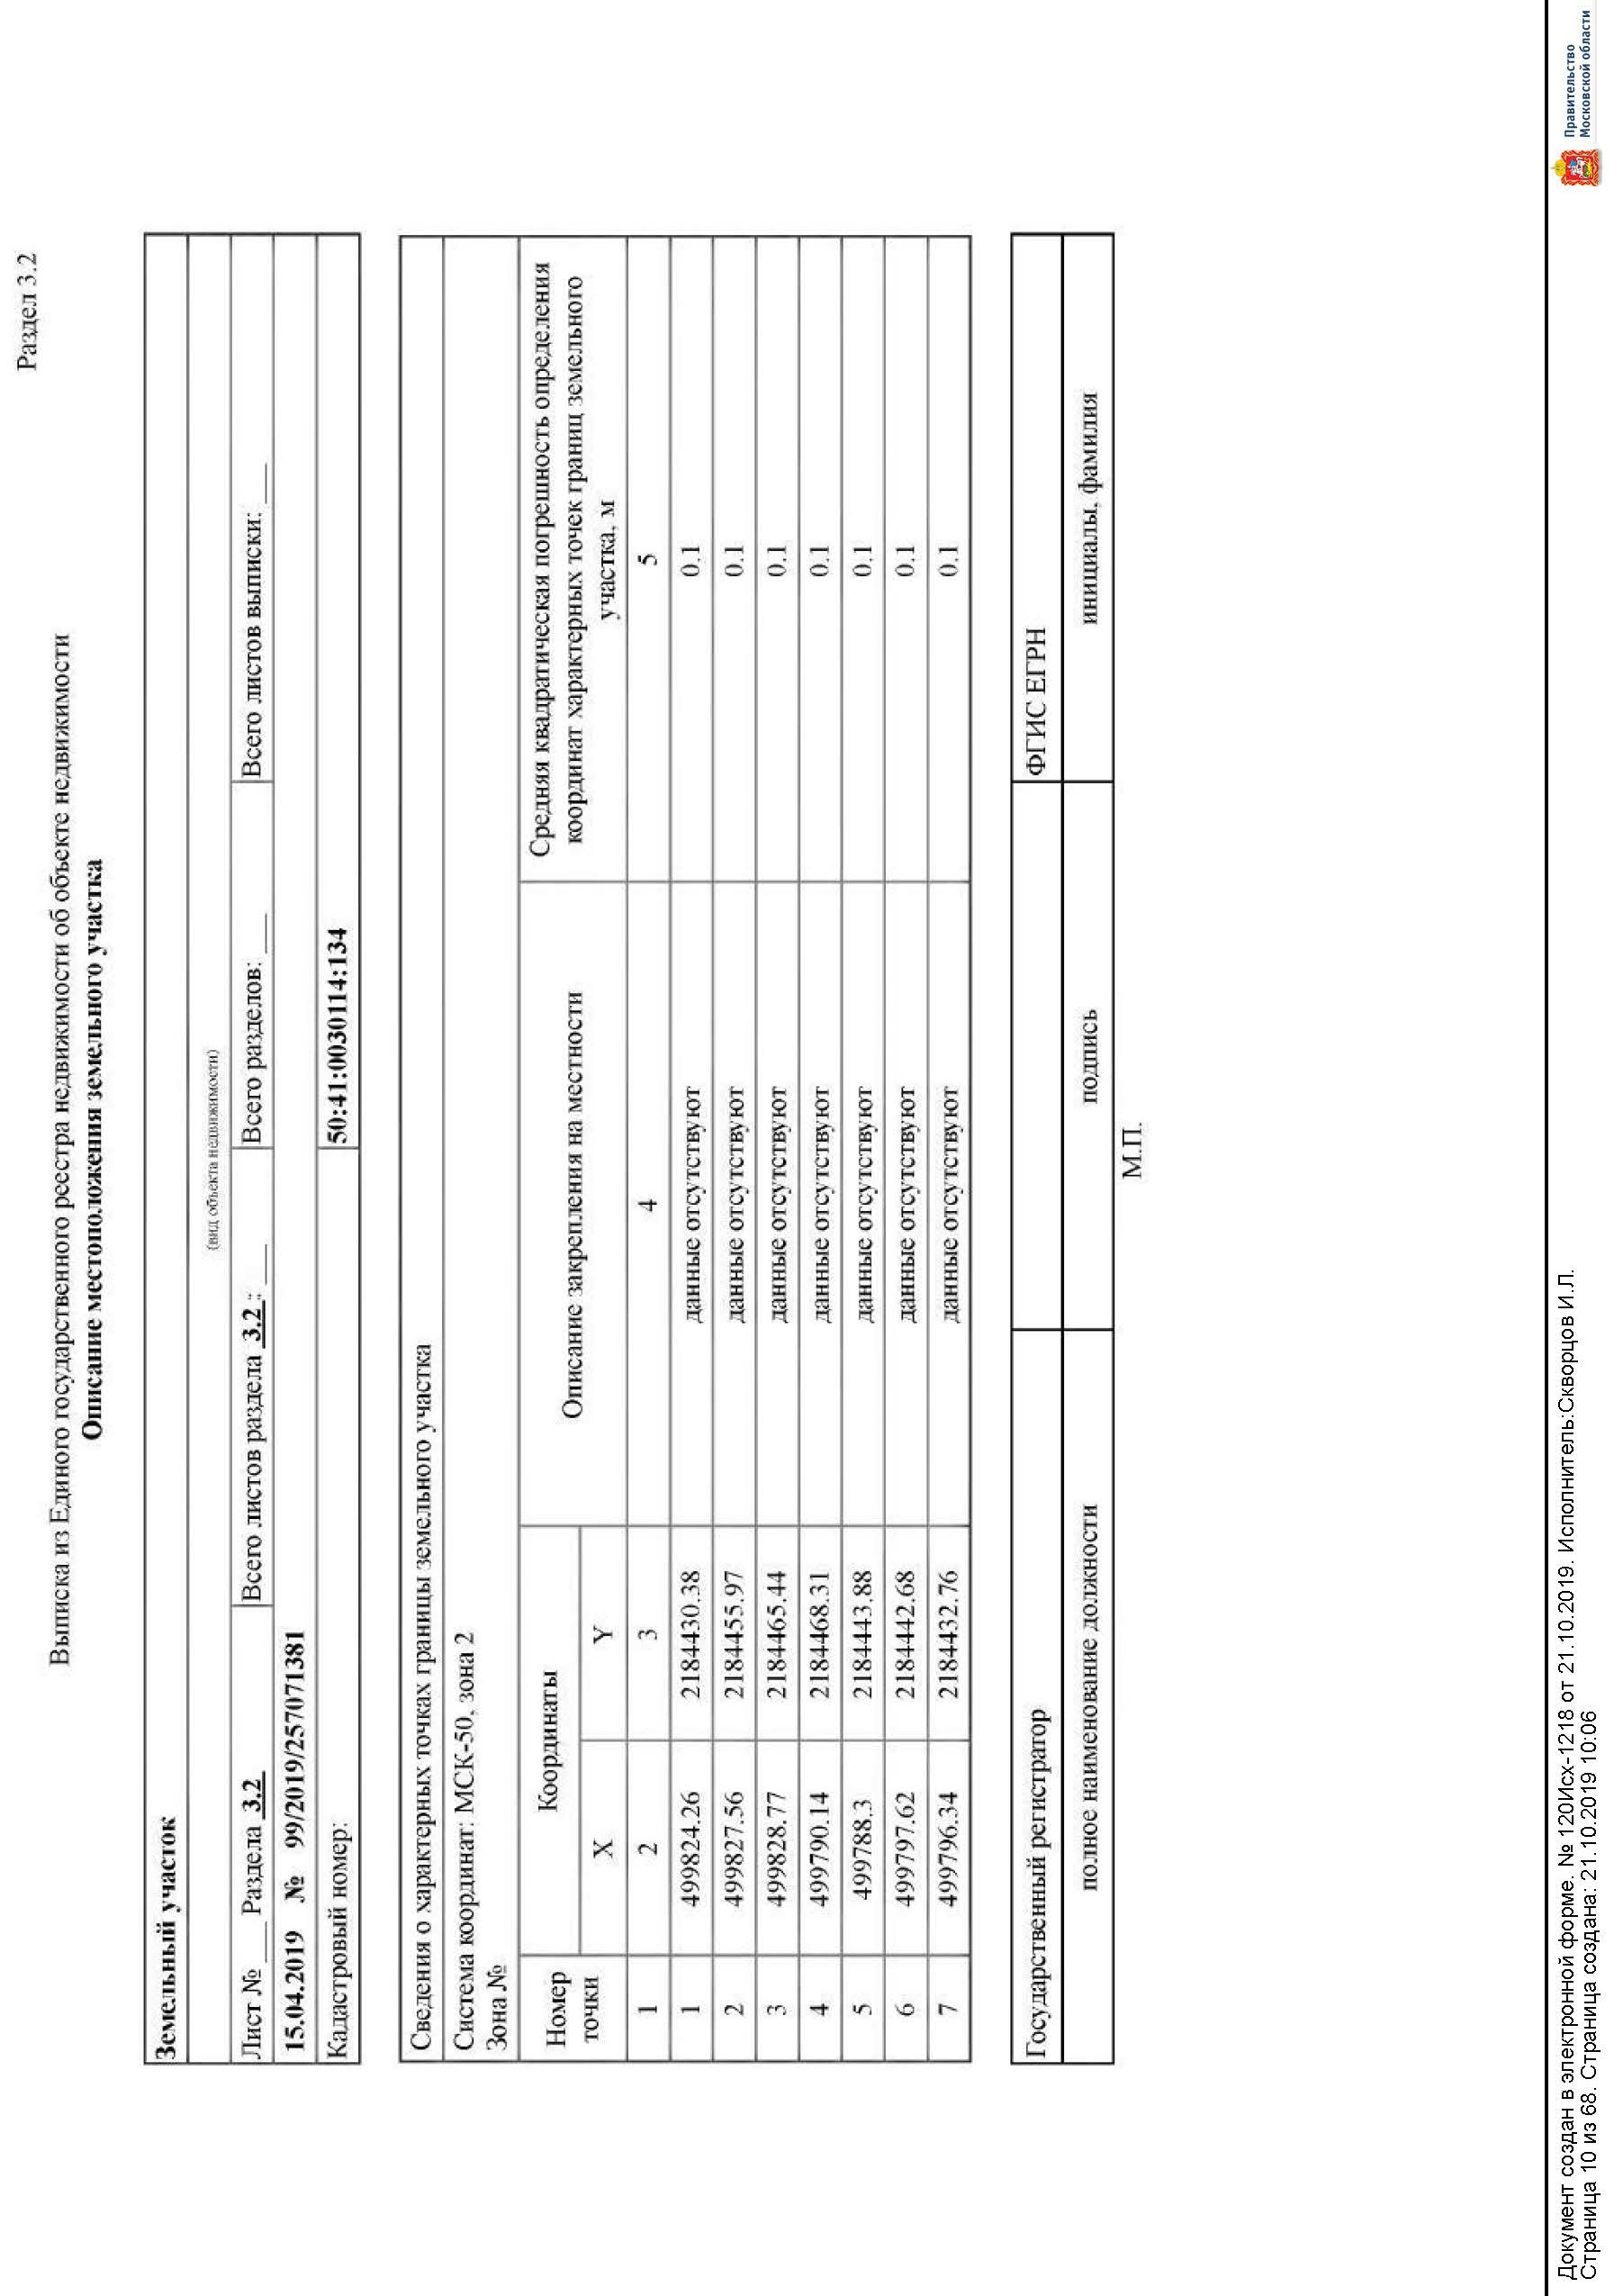 Раздел 3.2
Выписка из Единого государственного реестра недвижимости об объекте недвижимости
Описание местоположения земельного участка
Земельный участок
(вид объекта недвижимости)
Лист № ___ Раздела 3.2 Всего листов раздела 3.2 : ___ Всего разделов: ___ Всего листов выписки: ___
15.04.2019 № 99/2019/257071381
Кадастровый номер: 50:41:0030114:134
Сведения о характерных точках границы земельного участка
Система координат: МСК-50, зона 2
Зона №
Номер точки Координаты Описание закрепления на местности Средняя квадратическая погрешность определения
координат характерных точек границ земельного
участка, м
X Y
1 2 3 4 5
1 499824.26 2184430.38 данные отсутствуют 0.1
2 499827.56 2184455.97 данные отсутствуют 0.1
3 499828.77 2184465.44 данные отсутствуют 0.1
4 499790.14 2184468.31 данные отсутствуют 0.1
5 499788.3 2184443.88 данные отсутствуют 0.1
6 499797.62 2184442.68 данные отсутствуют 0.1
7 499796.34 2184432.76 данные отсутствуют 0.1
Государственный регистратор ФГИС ЕГРН
полное наименование должности подпись инициалы, фамилия
М.П.
Документ создан в электронной форме. № 120Исх-1218 от 21.10.2019. Исполнитель:Скворцов И.Л.
Страница 10 из 68. Страница создана: 21.10.2019 10:06
Правительство
Московской области